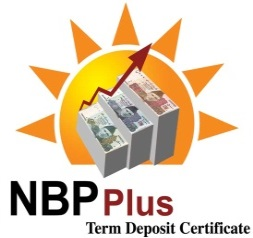 NBP Plus
Term Deposit Certificate